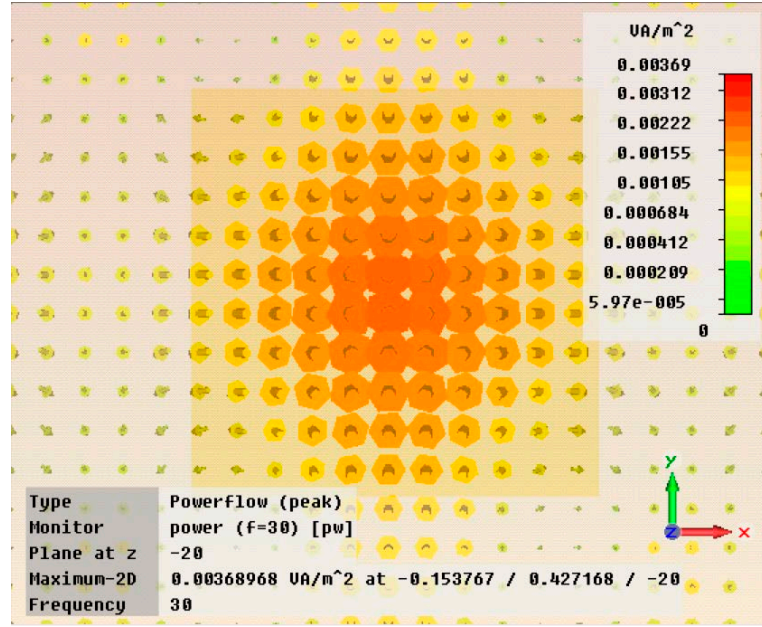 VA/m^2
0.00369
0.00312
0.00222
0.00155
0.00105
0.000684
0.000412
0.000209
5.97e-005
0
y
x
z
Type Powerflow (peak)
Monitor power (f=30) [pw]
Plane at z -20
Maximum-2D 0.00368968 VA/m^2 at -0.153767 / 0.427168 / -20
Frequency 30